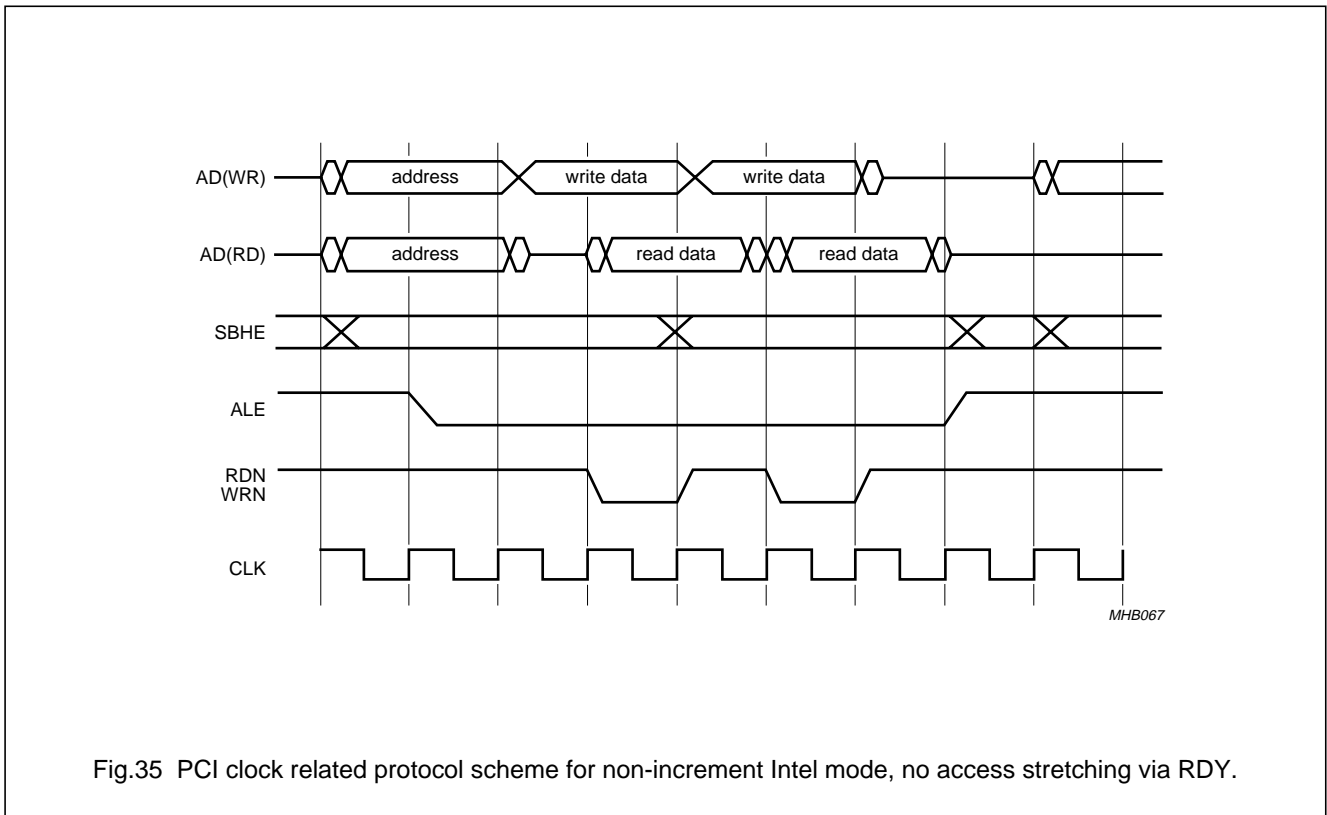 AD(WR) address write data write data
AD(RD) address read data read data
SBHE
ALE
RDN
WRN
CLK
MHB067
Fig.35 PCI clock related protocol scheme for non-increment Intel mode, no access stretching via RDY.